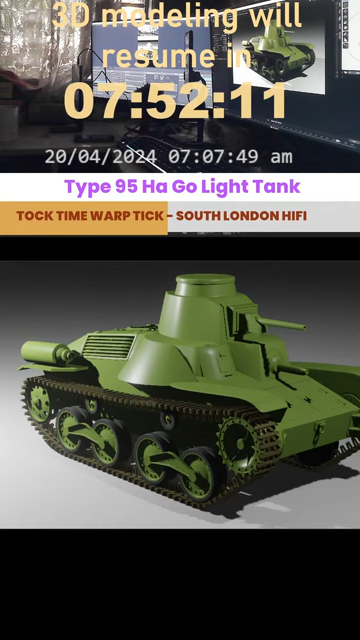 3D modeling will
resume in
07:52:11
20/04/2024 07:07:49 am
Type 95 Ha Go Light Tank
TOCK TIME WARP TICK - SOUTH LONDON HIFI